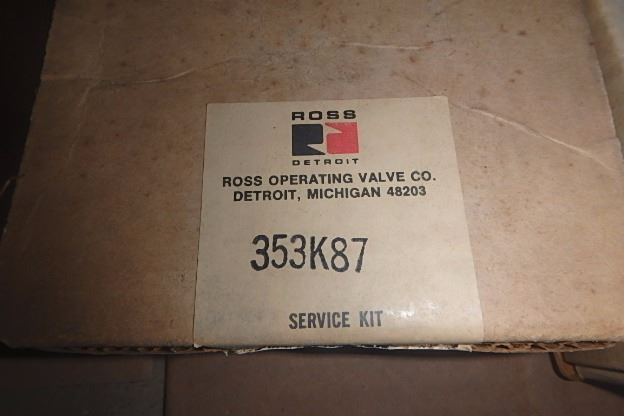 ROSS
DETROIT
ROSS OPERATING VALVE CO.
DETROIT, MICHIGAN 48203
353K87
SERVICE KIT